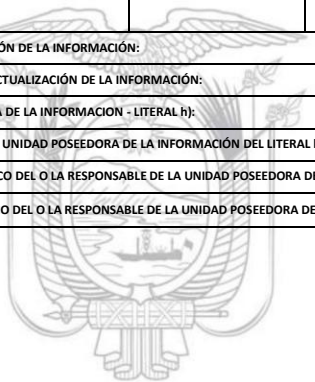 ÓN DE LA INFORMACIÓN:
CTUALIZACIÓN DE LA INFORMACIÓN:
A DE LA INFORMACION - LITERAL h):
UNIDAD POSEEDORA DE LA INFORMACIÓN DEL LITERAL
CO DEL O LA RESPONSABLE DE LA UNIDAD POSEEDORA DE
O DEL O LA RESPONSABLE DE LA UNIDAD POSEEDORA DE